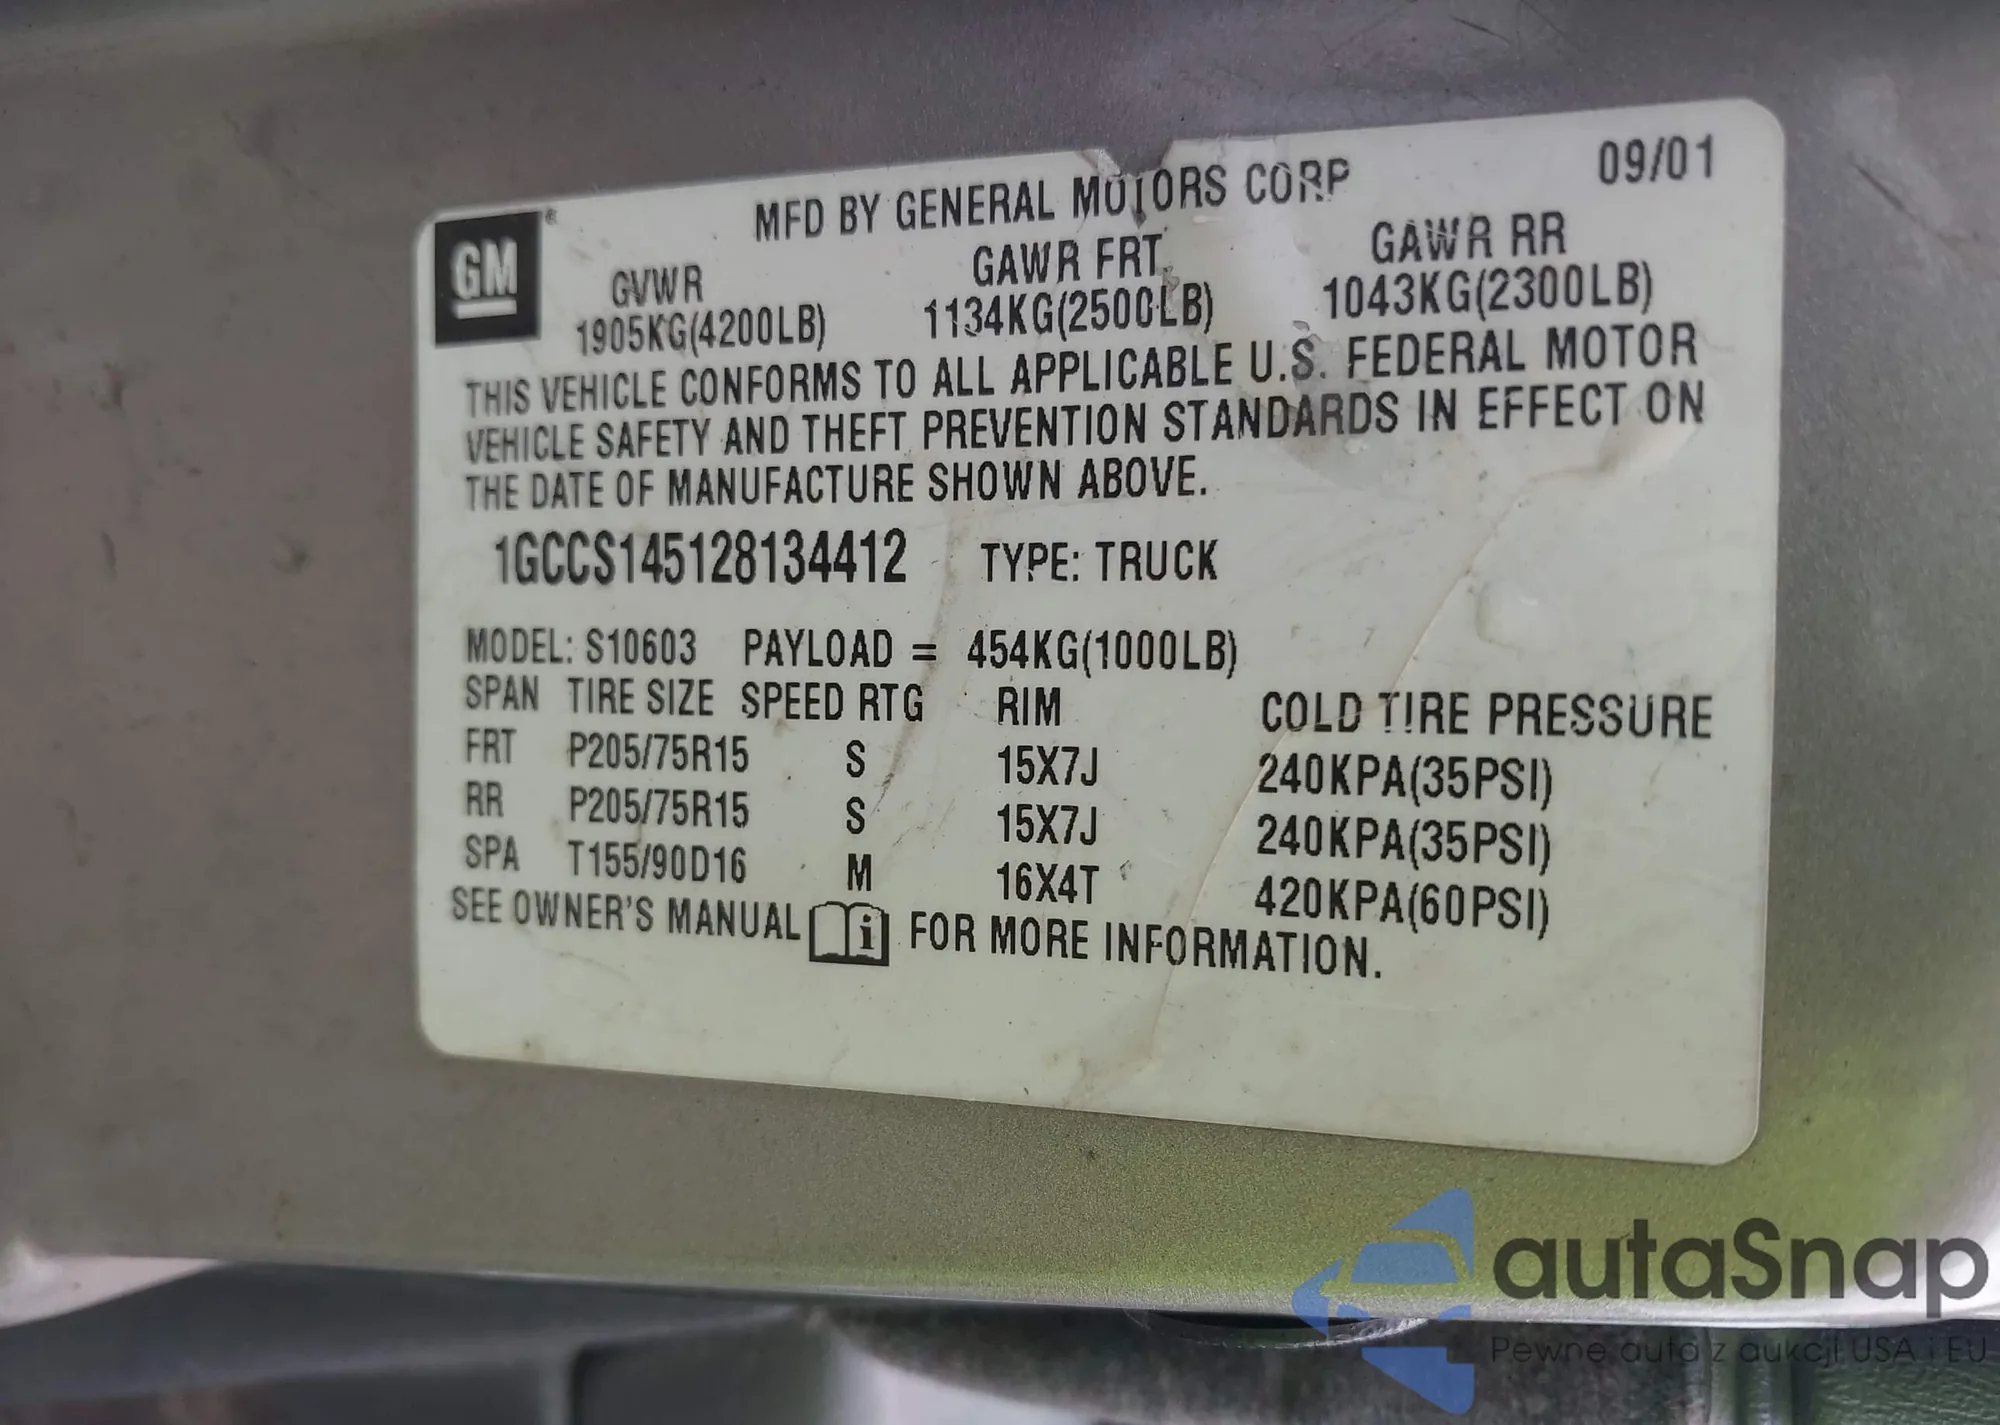 MFD BY GENERAL MOTORS CORP 09/01
GM
GVWR GAWR FRT GAWR RR
1905KG(4200LB) 1134KG(2500LB) 1043KG(2300LB)
THIS VEHICLE CONFORMS TO ALL APPLICABLE U.S. FEDERAL MOTOR
VEHICLE SAFETY AND THEFT PREVENTION STANDARDS IN EFFECT ON
THE DATE OF MANUFACTURE SHOWN ABOVE.
1GCCS145128134412 TYPE: TRUCK
MODEL: S10603 PAYLOAD = 454KG(1000LB)
SPAN TIRE SIZE SPEED RTG RIM COLD TIRE PRESSURE
FRT P205/75R15 S 15X7J 240KPA(35PSI)
RR P205/75R15 S 15X7J 240KPA(35PSI)
SPA T155/90D16 M 16X4T 420KPA(60PSI)
SEE OWNER'S MANUAL i FOR MORE INFORMATION.
autaSnap
Pewne auta z aukcji USA i EU